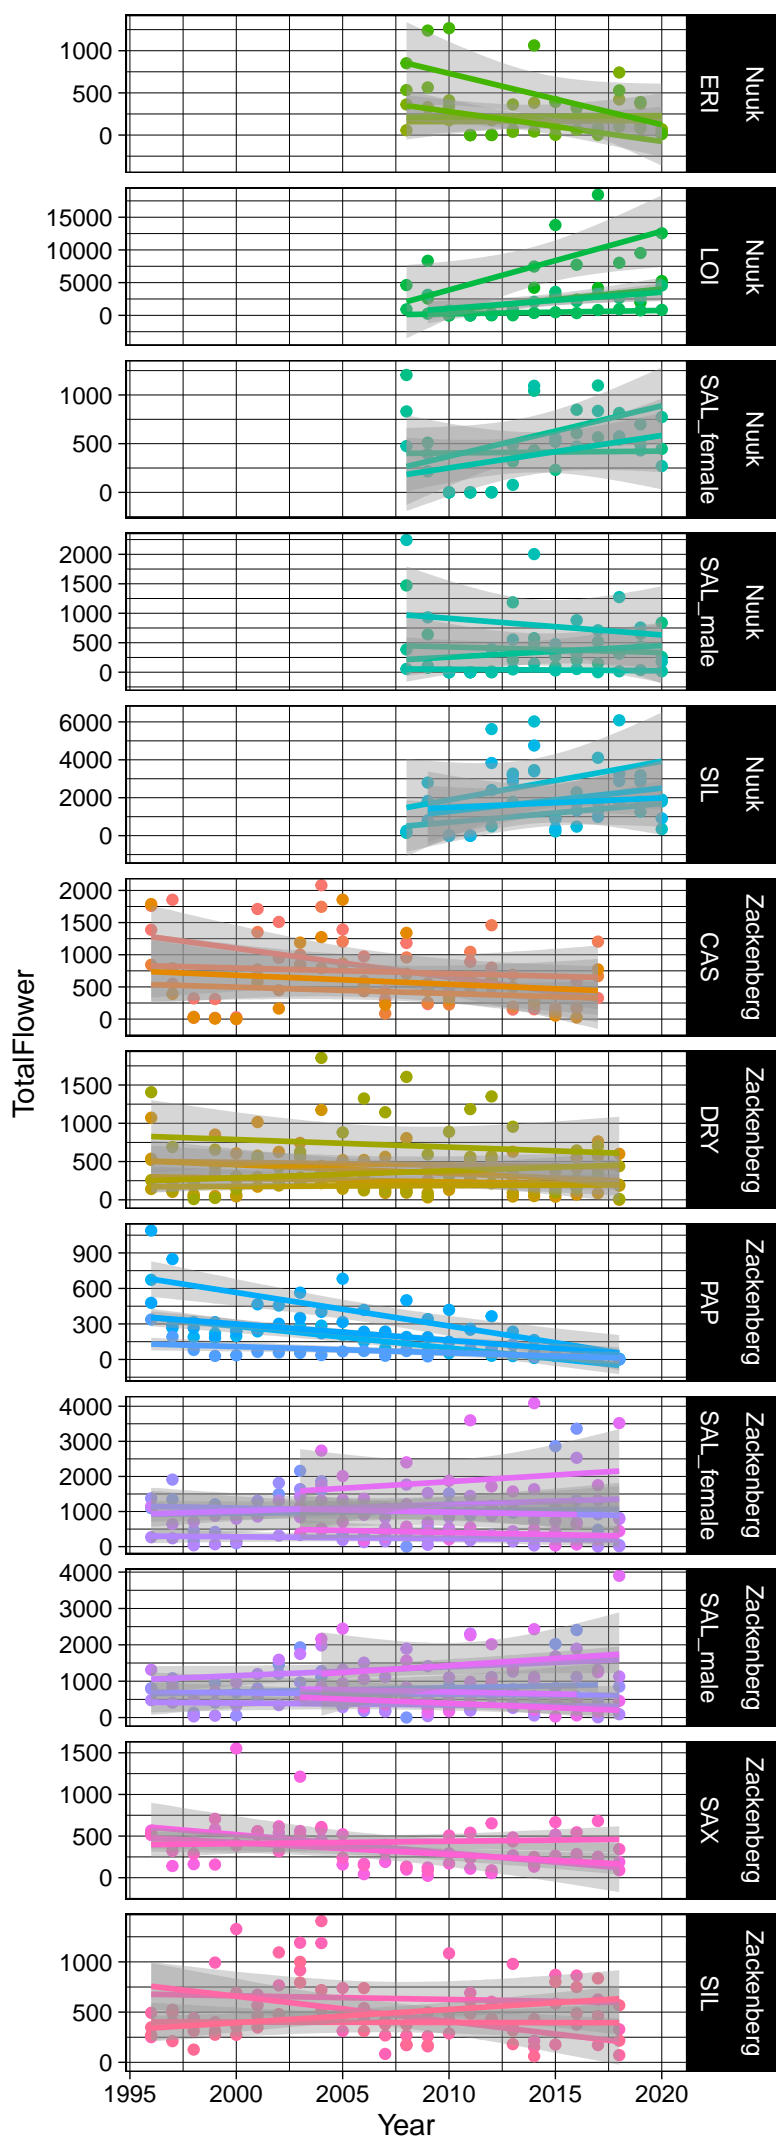 1000
500
0
ERI
Nuuk
15000
10000
5000
0
LOI
Nuuk
1000
500
0
SAL_female
Nuuk
2000
1500
1000
500
0
SAL_male
Nuuk
6000
4000
2000
0
SIL
Nuuk
2000
1500
1000
500
0
CAS
Zackenberg
TotalFlower
1500
1000
500
0
DRY
Zackenberg
900
600
300
0
PAP
Zackenberg
4000
3000
2000
1000
0
SAL_female
Zackenberg
4000
3000
2000
1000
0
SAL_male
Zackenberg
1500
1000
500
0
SAX
Zackenberg
1000
500
0
SIL
Zackenberg
1995 2000 2005 2010 2015 2020
Year